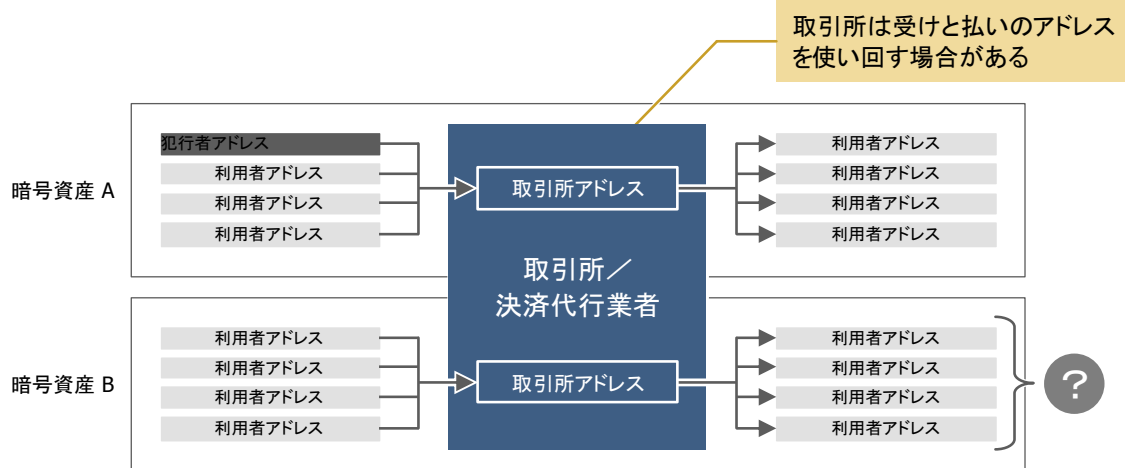 取引所は受けと払いのアドレス
を使い回す場合がある
暗号資産 A
犯行者アドレス
利用者アドレス
利用者アドレス
利用者アドレス
取引所アドレス
利用者アドレス
利用者アドレス
利用者アドレス
利用者アドレス
取引所／
決済代行業者
暗号資産 B
利用者アドレス
利用者アドレス
利用者アドレス
利用者アドレス
取引所アドレス
利用者アドレス
利用者アドレス
利用者アドレス
利用者アドレス
？